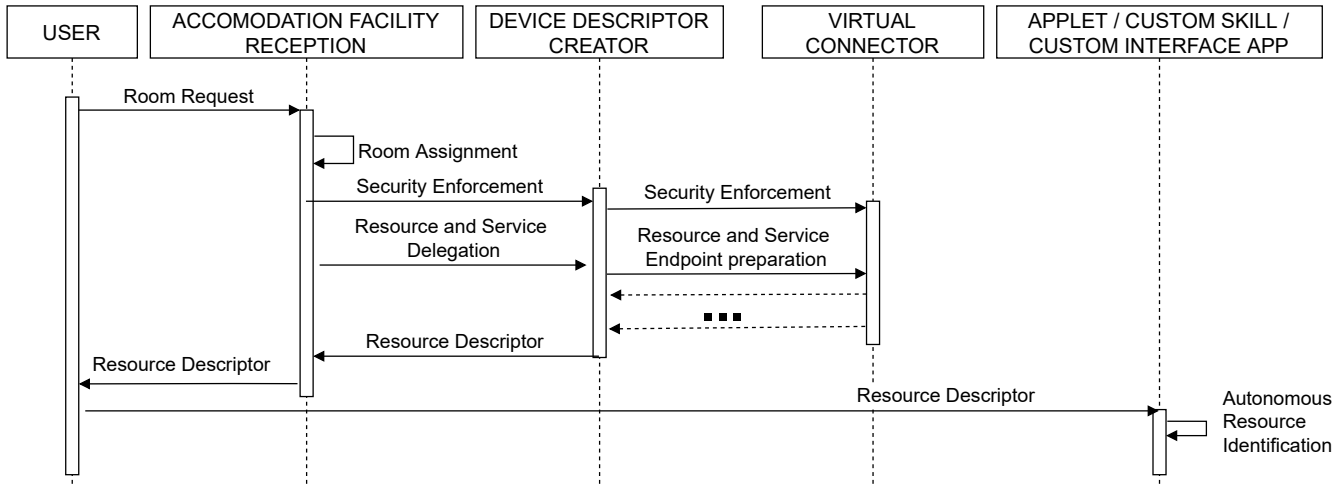 USER
ACCOMODATION FACILITY
RECEPTION
DEVICE DESCRIPTOR
CREATOR
VIRTUAL
CONNECTOR
APPLET / CUSTOM SKILL /
CUSTOM INTERFACE APP
Room Request
Room Assignment
Security Enforcement
Security Enforcement
Resource and Service
Delegation
Resource and Service
Endpoint preparation
Resource Descriptor
Resource Descriptor
Resource Descriptor
Autonomous
Resource
Identification